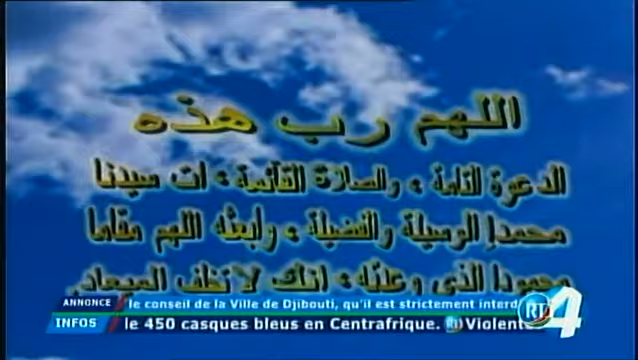 اللهم رب هذه
الدعوة التامة، والصلاة القائمة، ات سيدنا
محمدا الوسيلة والفضيلة، وابعثه اللهم مقاما
محمودا الذي وعدته، انك لا تخلف الميعاد.
ANNONCE le conseil de la Ville de Djibouti, qu'il est strictement interd
INFOS le 450 casques bleus en Centrafrique. Violent
RT 4